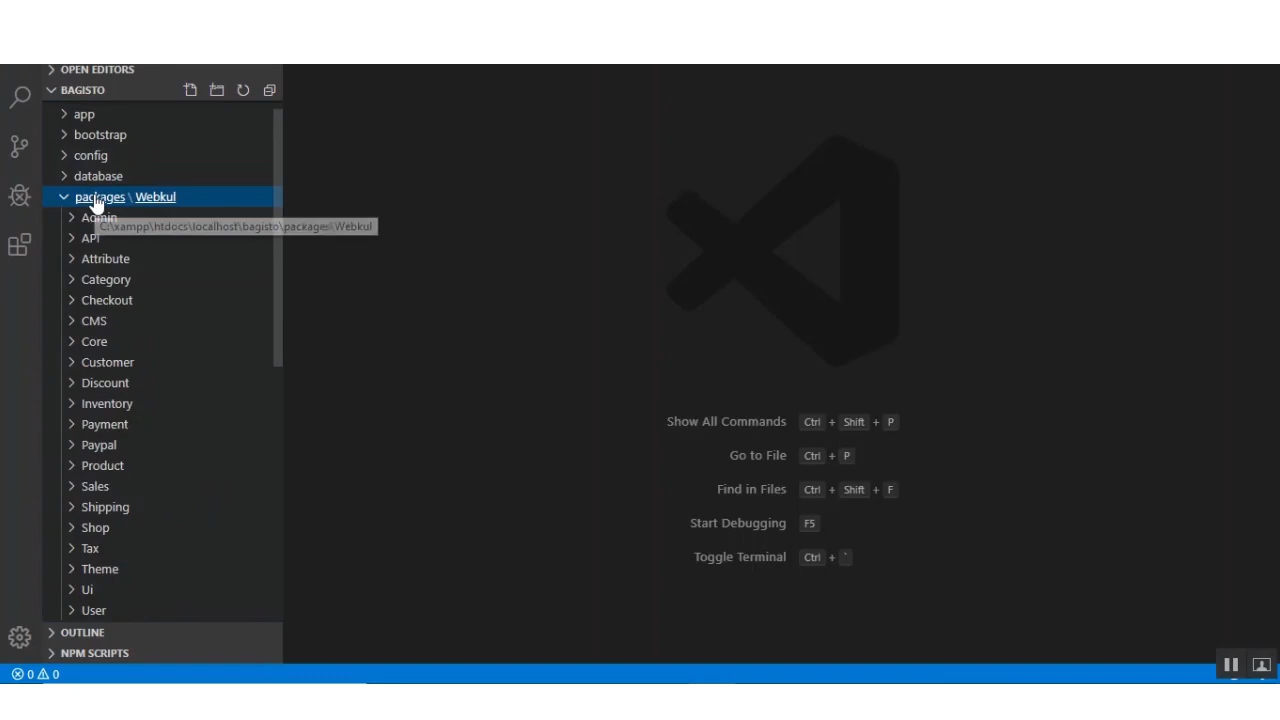 OPEN EDITORS
BAGISTO
app
bootstrap
config
database
packages \ Webkul
Admin
C:\xampp\htdocs\localhost\bagisto\packages\Webkul
API
Attribute
Category
Checkout
CMS
Core
Customer
Discount
Inventory
Payment
Paypal
Product
Sales
Shipping
Shop
Tax
Theme
Ui
User
OUTLINE
NPM SCRIPTS
Show All Commands Ctrl + Shift + P
Go to File Ctrl + P
Find in Files Ctrl + Shift + F
Start Debugging F5
Toggle Terminal Ctrl + `
0 0